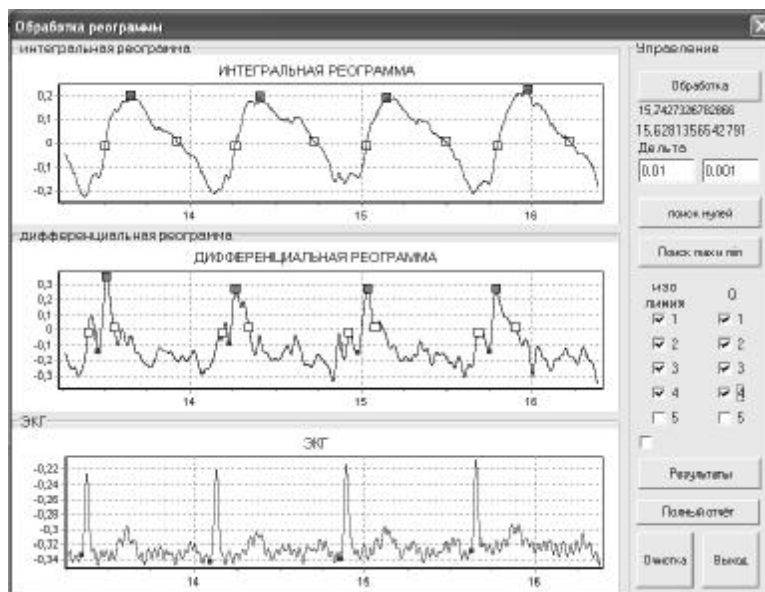 Обработка реограммы
интегральная реограмма
ИНТЕГРАЛЬНАЯ РЕОГРАММА
0,2
0,1
0
-0,1
-0,2
14
15
16
дифференциальная реограмма
ДИФФЕРЕНЦИАЛЬНАЯ РЕОГРАММА
0,3
0,2
0,1
0
-0,1
-0,2
-0,3
14
15
16
ЭКГ
ЭКГ
-0,22
-0,24
-0,26
-0,28
-0,3
-0,32
-0,34
14
15
16
Управление
Обработка
15,7427326782866
15,6281356542791
Дельта
0.01 0.001
поиск нулей
Поиск max и min
изо
линия 0
1 1
2 2
3 3
4 4
5 5
Результаты
Полный отчёт
Очистка Выход